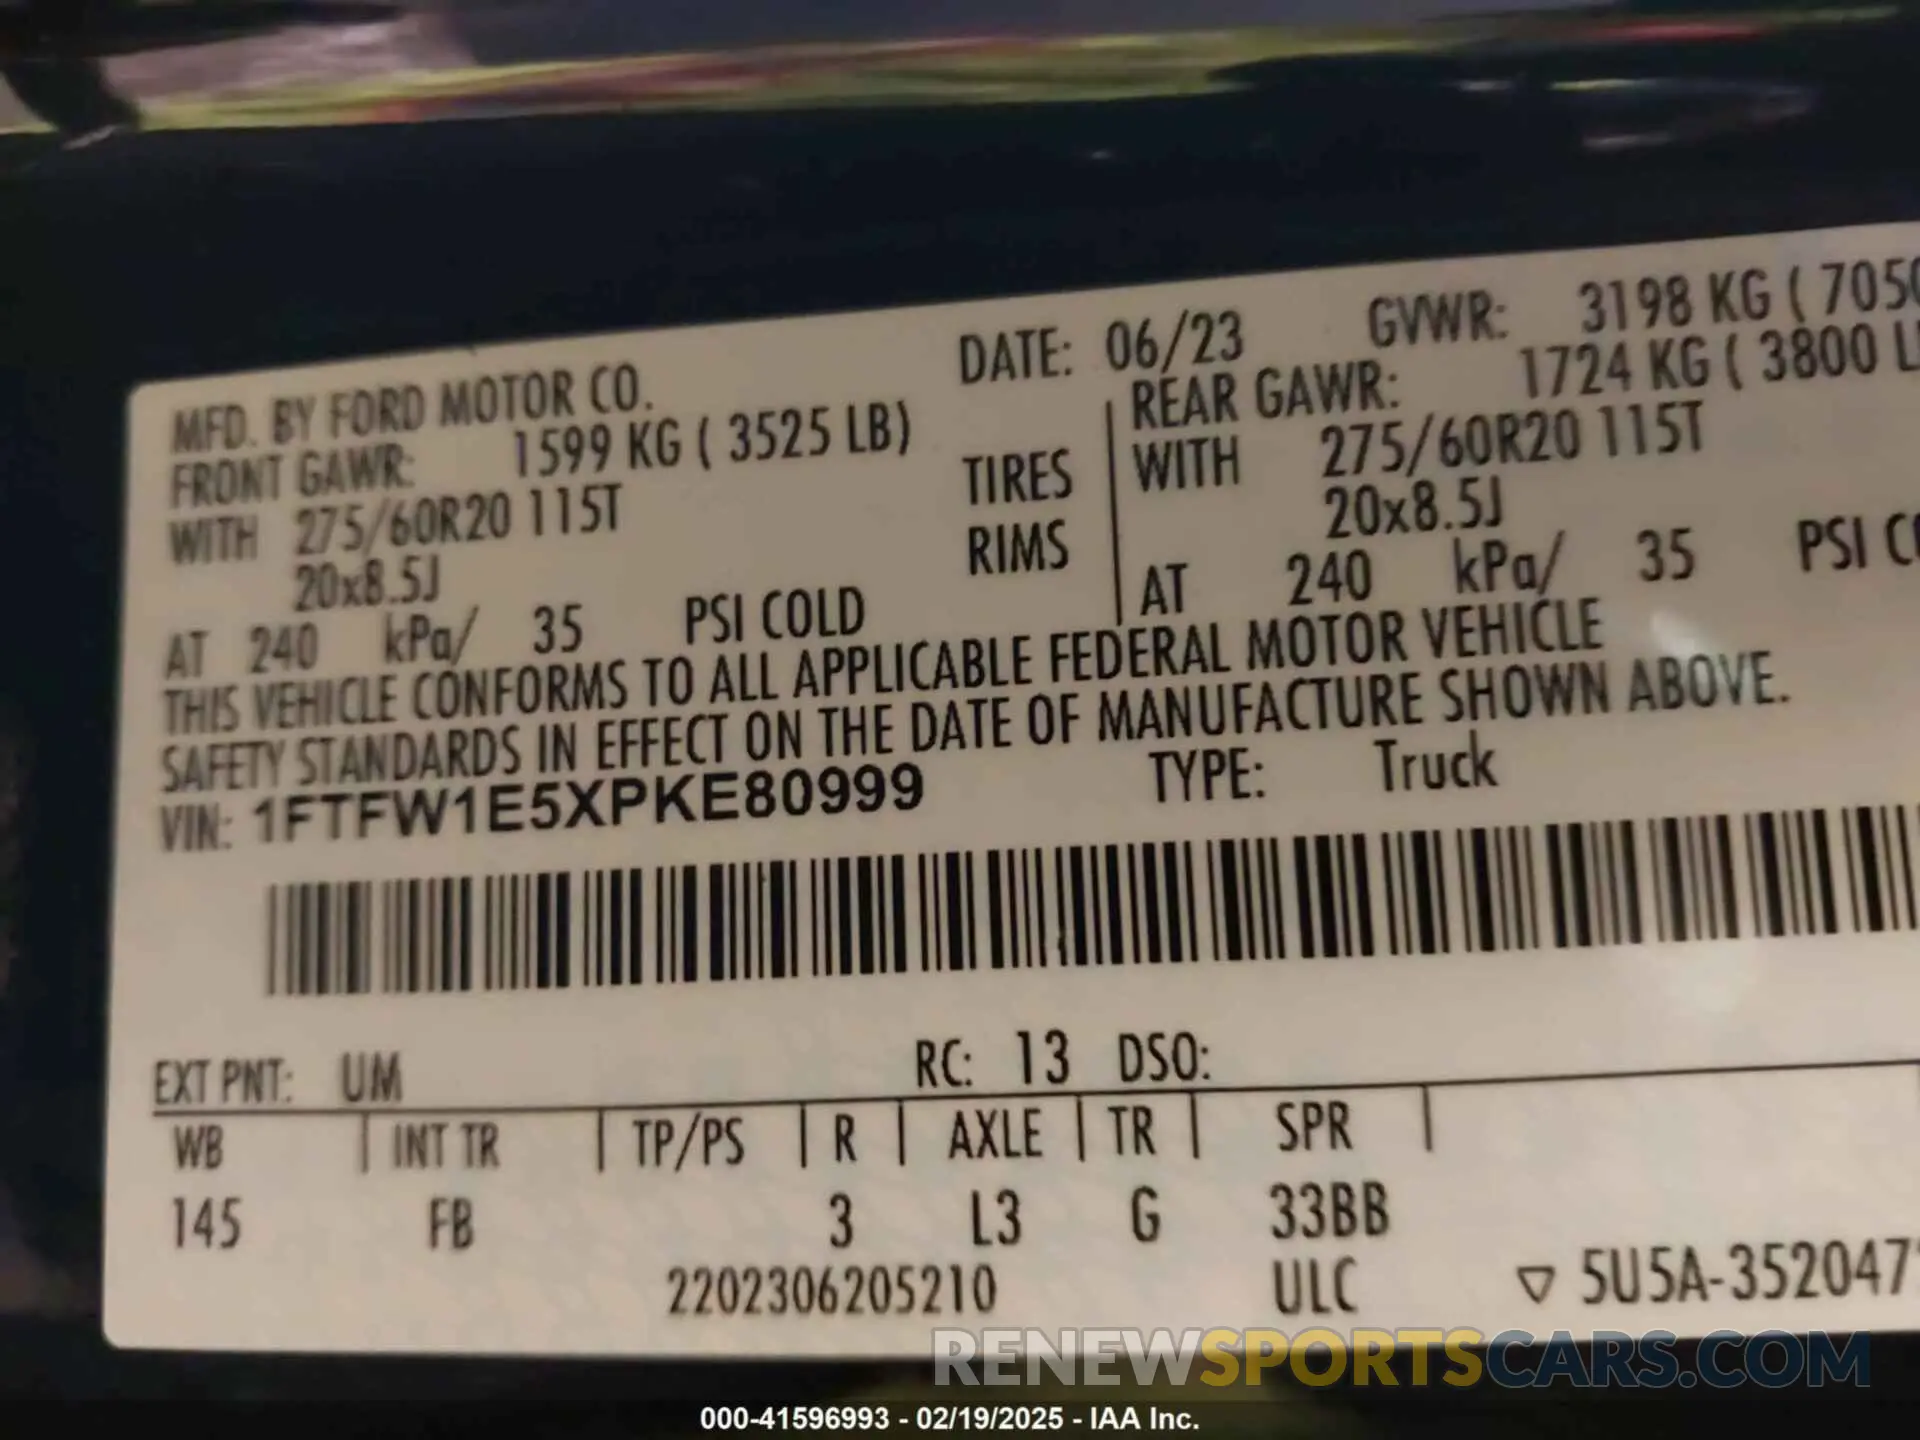 MFD. BY FORD MOTOR CO. DATE: 06/23 GVWR: 3198 KG ( 705
FRONT GAWR: 1599 KG ( 3525 LB) REAR GAWR: 1724 KG ( 3800 L
WITH 275/60R20 115T TIRES WITH 275/60R20 115T
20x8.5J RIMS 20x8.5J
AT 240 kPa/ 35 PSI COLD AT 240 kPa/ 35 PSI C
THIS VEHICLE CONFORMS TO ALL APPLICABLE FEDERAL MOTOR VEHICLE
SAFETY STANDARDS IN EFFECT ON THE DATE OF MANUFACTURE SHOWN ABOVE.
VIN: 1FTFW1E5XPKE80999 TYPE: Truck
EXT PNT: UM RC: 13 DSO:
WB | INT TR | TP/PS | R | AXLE | TR | SPR |
145 FB 3 L3 G 33BB
2202306205210 ULC ▽ 5U5A-352047
RENEWSPORTSCARS.COM
000-41596993 - 02/19/2025 - IAA Inc.